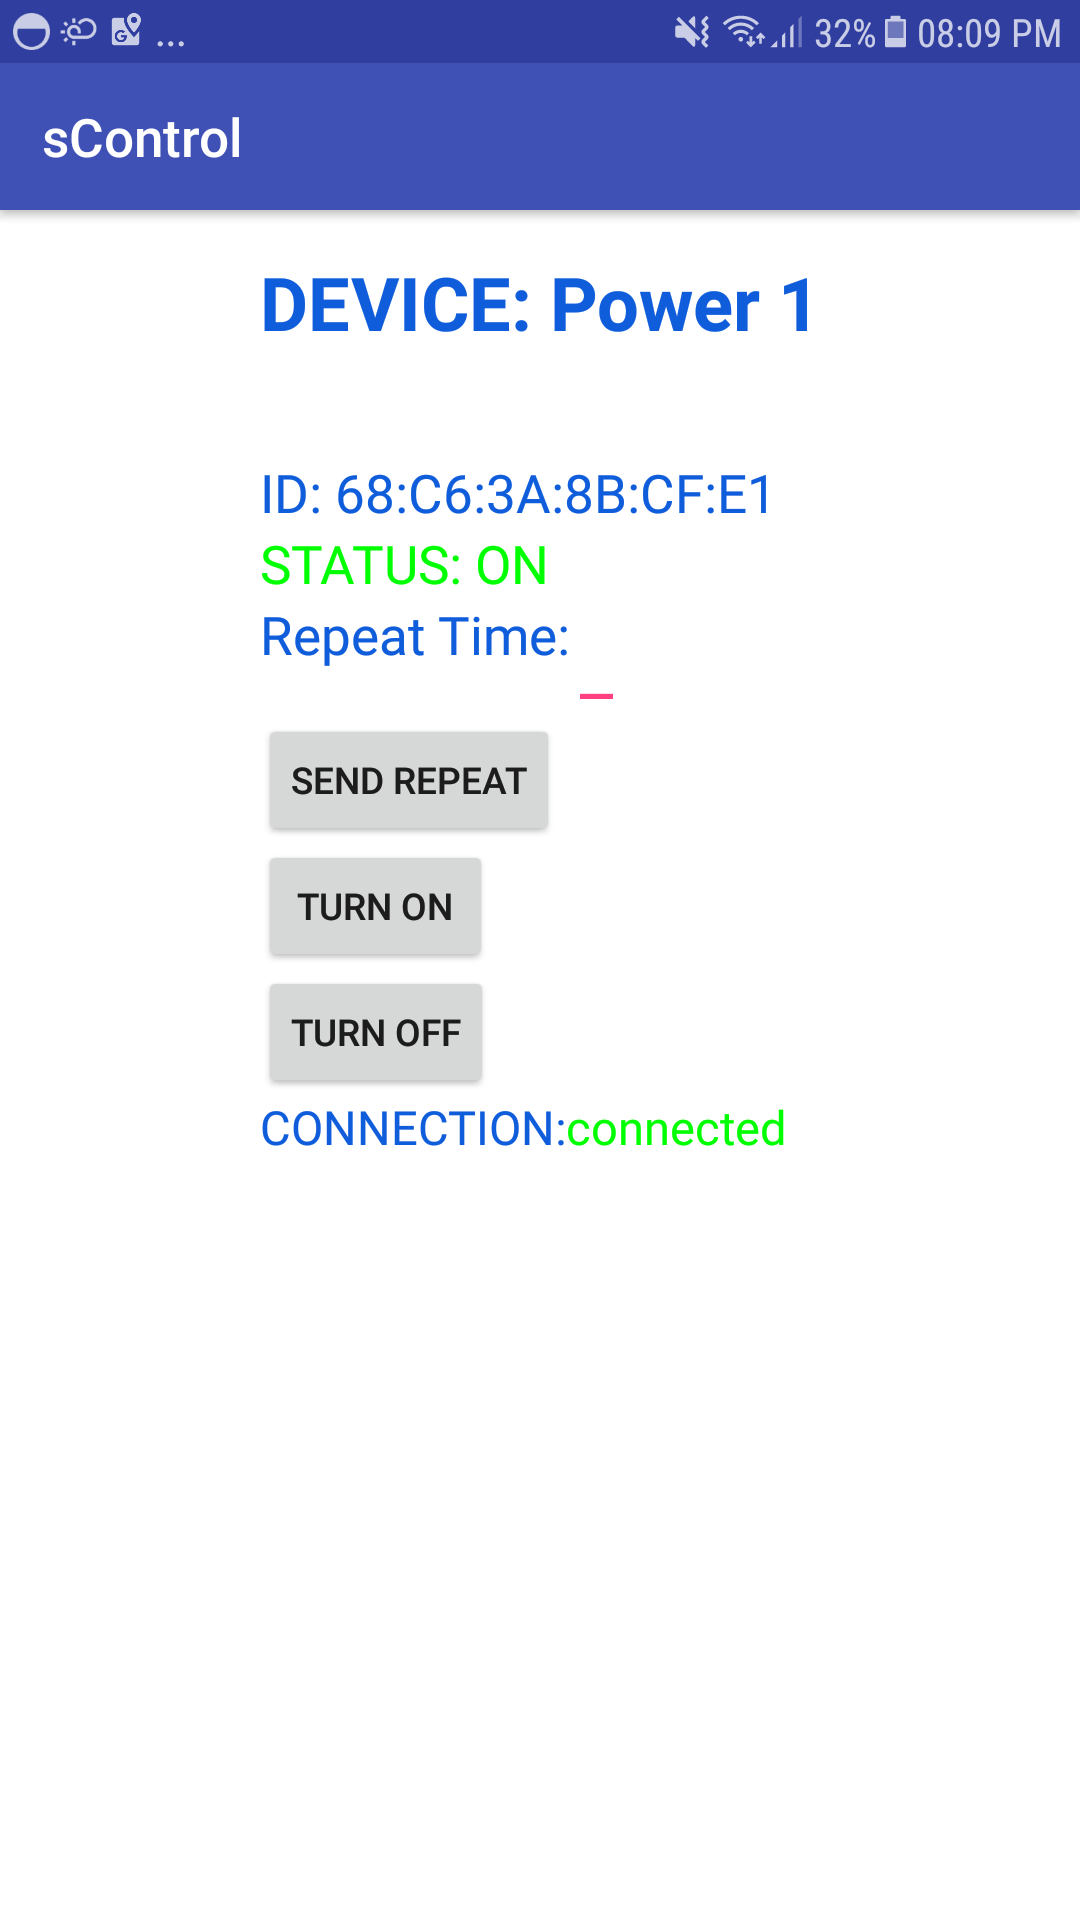 ... 32% 08:09 PM
sControl
DEVICE: Power 1
ID: 68:C6:3A:8B:CF:E1
STATUS: ON
Repeat Time:
SEND REPEAT
TURN ON
TURN OFF
CONNECTION:connected